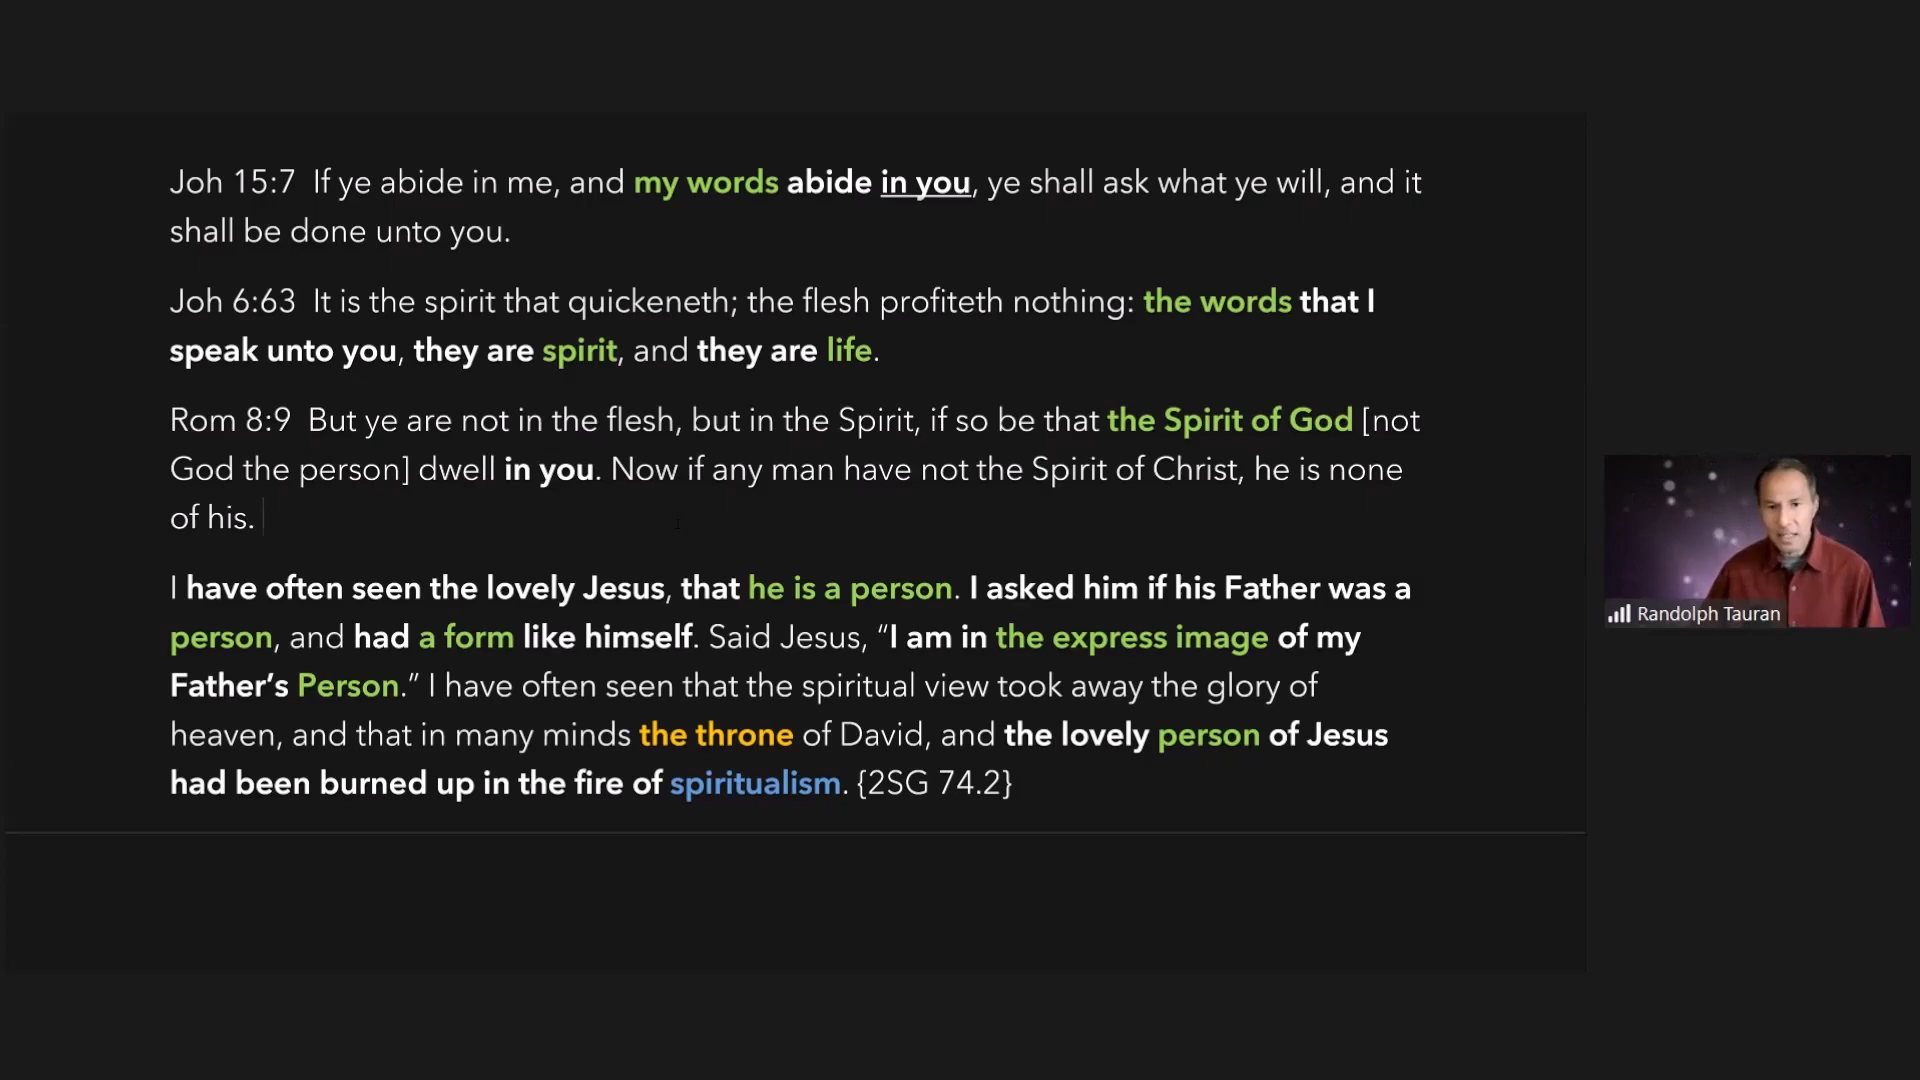 Joh 15:7  If ye abide in me, and my words abide in you, ye shall ask what ye will, and it
shall be done unto you.
Joh 6:63  It is the spirit that quickeneth; the flesh profiteth nothing: the words that I
speak unto you, they are spirit, and they are life.
Rom 8:9  But ye are not in the flesh, but in the Spirit, if so be that the Spirit of God [not
God the person] dwell in you. Now if any man have not the Spirit of Christ, he is none
of his.
I have often seen the lovely Jesus, that he is a person. I asked him if his Father was a
person, and had a form like himself. Said Jesus, “I am in the express image of my
Father’s Person.” I have often seen that the spiritual view took away the glory of
heaven, and that in many minds the throne of David, and the lovely person of Jesus
had been burned up in the fire of spiritualism. {2SG 74.2}
Randolph Tauran